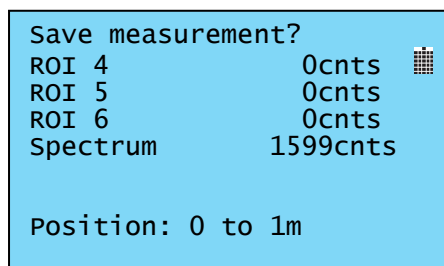 Save measurement?
ROI 4 0cnts
ROI 5 0cnts
ROI 6 0cnts
Spectrum 1599cnts
Position: 0 to 1m